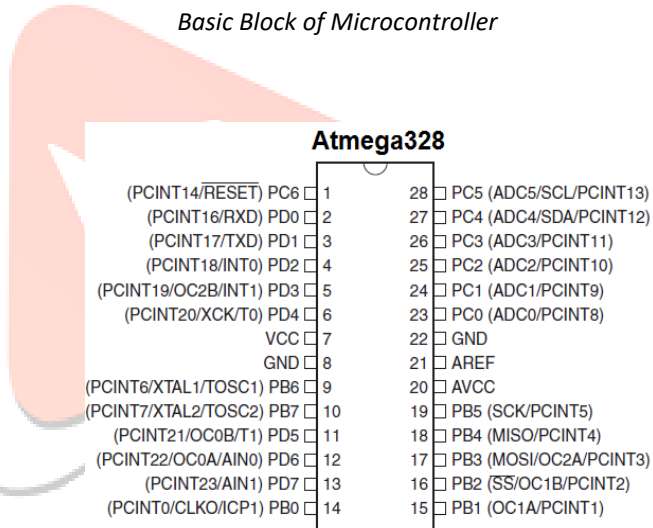 Basic Block of Microcontroller
Atmega328
(PCINT14/RESET) PC6 1 28 PC5 (ADC5/SCL/PCINT13)
(PCINT16/RXD) PD0 2 27 PC4 (ADC4/SDA/PCINT12)
(PCINT17/TXD) PD1 3 26 PC3 (ADC3/PCINT11)
(PCINT18/INT0) PD2 4 25 PC2 (ADC2/PCINT10)
(PCINT19/OC2B/INT1) PD3 5 24 PC1 (ADC1/PCINT9)
(PCINT20/XCK/T0) PD4 6 23 PC0 (ADC0/PCINT8)
VCC 7 22 GND
GND 8 21 AREF
(PCINT6/XTAL1/TOSC1) PB6 9 20 AVCC
(PCINT7/XTAL2/TOSC2) PB7 10 19 PB5 (SCK/PCINT5)
(PCINT21/OC0B/T1) PD5 11 18 PB4 (MISO/PCINT4)
(PCINT22/OC0A/AIN0) PD6 12 17 PB3 (MOSI/OC2A/PCINT3)
(PCINT23/AIN1) PD7 13 16 PB2 (SS/OC1B/PCINT2)
(PCINT0/CLKO/ICP1) PB0 14 15 PB1 (OC1A/PCINT1)